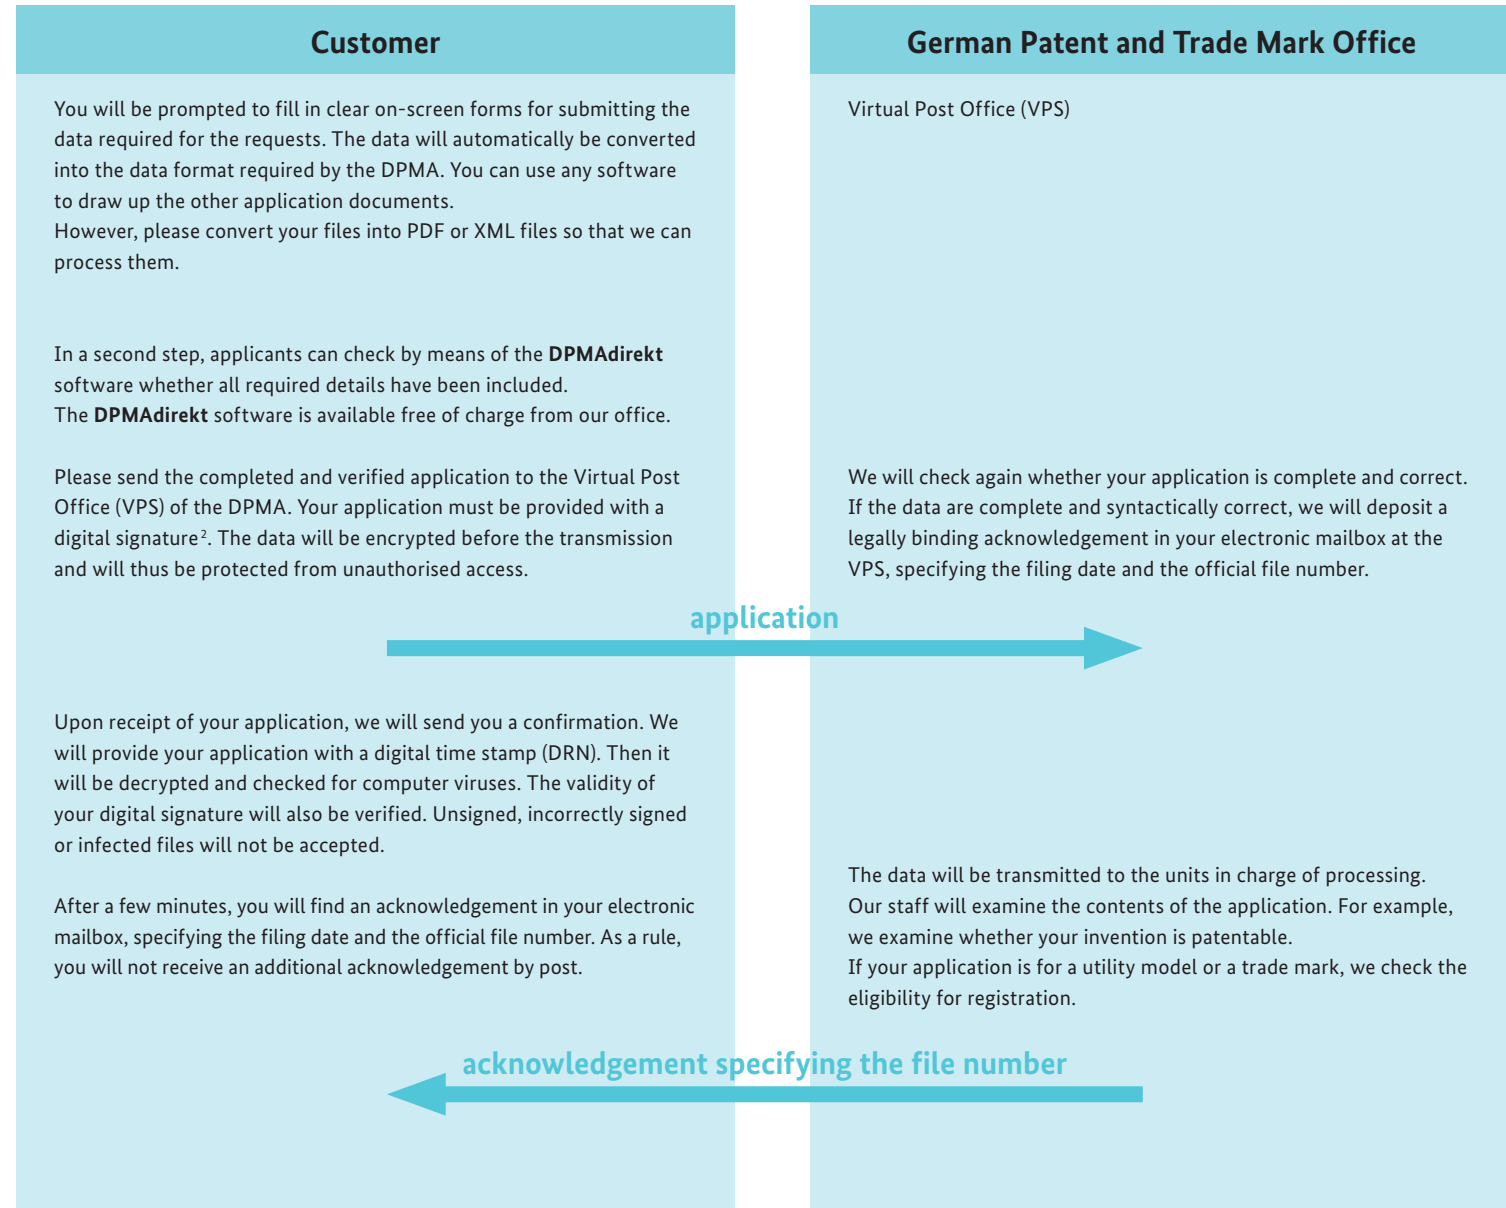 Customer
You will be prompted to fill in clear on-screen forms for submitting the
data required for the requests. The data will automatically be converted
into the data format required by the DPMA. You can use any software
to draw up the other application documents.
However, please convert your files into PDF or XML files so that we can
process them.
In a second step, applicants can check by means of the DPMAdirekt
software whether all required details have been included.
The DPMAdirekt software is available free of charge from our office.
Please send the completed and verified application to the Virtual Post
Office (VPS) of the DPMA. Your application must be provided with a
digital signature². The data will be encrypted before the transmission
and will thus be protected from unauthorised access.
Upon receipt of your application, we will send you a confirmation. We
will provide your application with a digital time stamp (DRN). Then it
will be decrypted and checked for computer viruses. The validity of
your digital signature will also be verified. Unsigned, incorrectly signed
or infected files will not be accepted.
After a few minutes, you will find an acknowledgement in your electronic
mailbox, specifying the filing date and the official file number. As a rule,
you will not receive an additional acknowledgement by post.
German Patent and Trade Mark Office
Virtual Post Office (VPS)
We will check again whether your application is complete and correct.
If the data are complete and syntactically correct, we will deposit a
legally binding acknowledgement in your electronic mailbox at the
VPS, specifying the filing date and the official file number.
The data will be transmitted to the units in charge of processing.
Our staff will examine the contents of the application. For example,
we examine whether your invention is patentable.
If your application is for a utility model or a trade mark, we check the
eligibility for registration.
application
acknowledgement specifying the file number